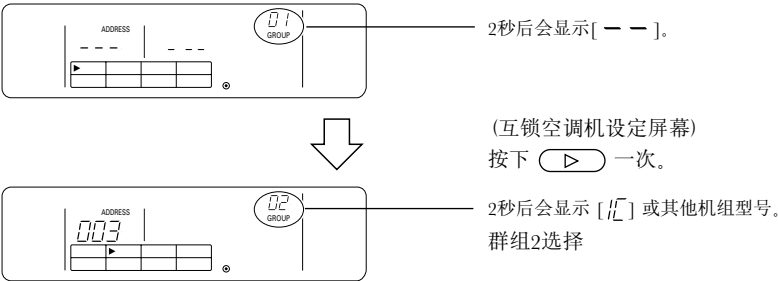 ADDRESS
01
GROUP
— — —
— — —
2秒后会显示[ — — ]。
(互锁空调机设定屏幕)
按下 一次。
ADDRESS
003
02
GROUP
2秒后会显示 [IC] 或其他机组型号。
群组2选择